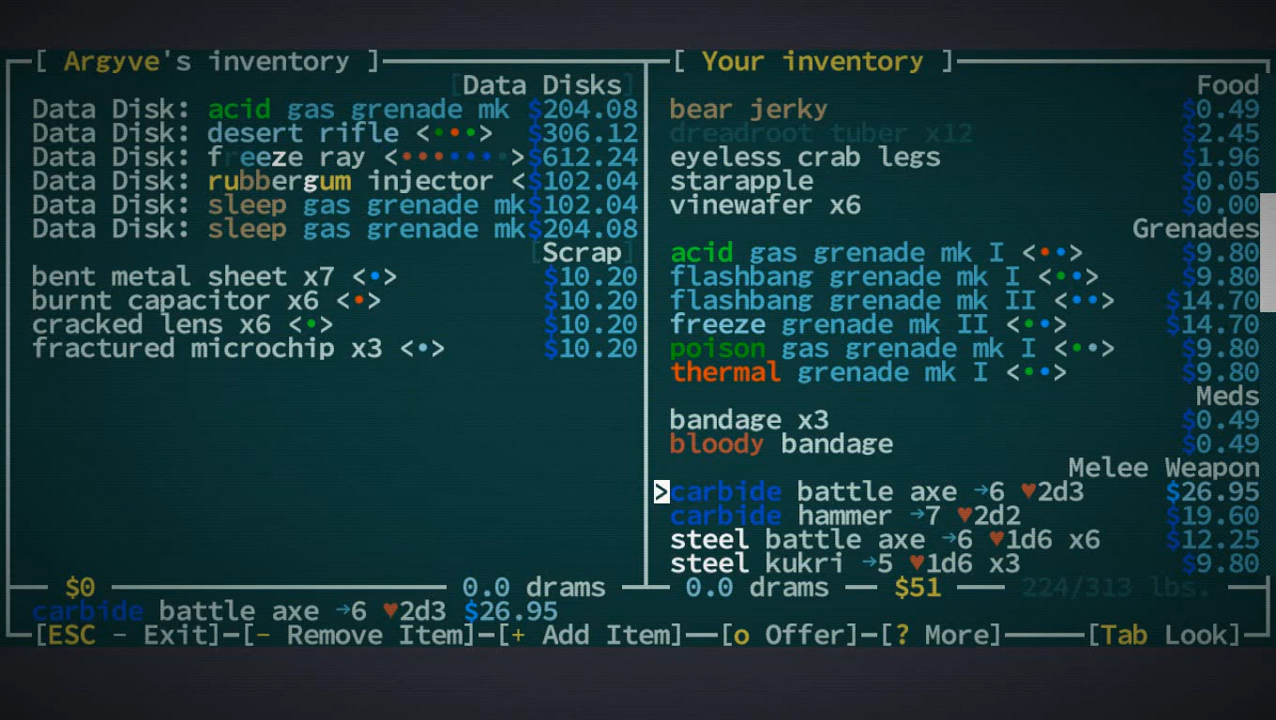 [ Argyve's inventory ]
[Data Disks]
Data Disk: acid gas grenade mk $204.08
Data Disk: desert rifle <•••> $306.12
Data Disk: freeze ray <•••••••> $612.24
Data Disk: rubbergum injector <$102.04
Data Disk: sleep gas grenade mk$102.04
Data Disk: sleep gas grenade mk$204.08
[Scrap]
bent metal sheet x7 <•> $10.20
burnt capacitor x6 <•> $10.20
cracked lens x6 <•> $10.20
fractured microchip x3 <•> $10.20
[ Your inventory ]
Food
bear jerky $0.49
dreadroot tuber x12 $2.45
eyeless crab legs $1.96
starapple $0.05
vinewafer x6 $0.00
Grenades
acid gas grenade mk I <••> $9.80
flashbang grenade mk I <••> $9.80
flashbang grenade mk II <••> $14.70
freeze grenade mk II <••> $14.70
poison gas grenade mk I <••> $9.80
thermal grenade mk I <••> $9.80
Meds
bandage x3 $0.49
bloody bandage $0.49
Melee Weapon
>carbide battle axe →6 ♥2d3 $26.95
carbide hammer →7 ♥2d2 $19.60
steel battle axe →6 ♥1d6 x6 $12.25
steel kukri →5 ♥1d6 x3 $9.80
$0 0.0 drams 0.0 drams $51 224/313 lbs.
carbide battle axe →6 ♥2d3 $26.95
[ESC - Exit] [- Remove Item] [+ Add Item] [o Offer] [? More] [Tab Look]